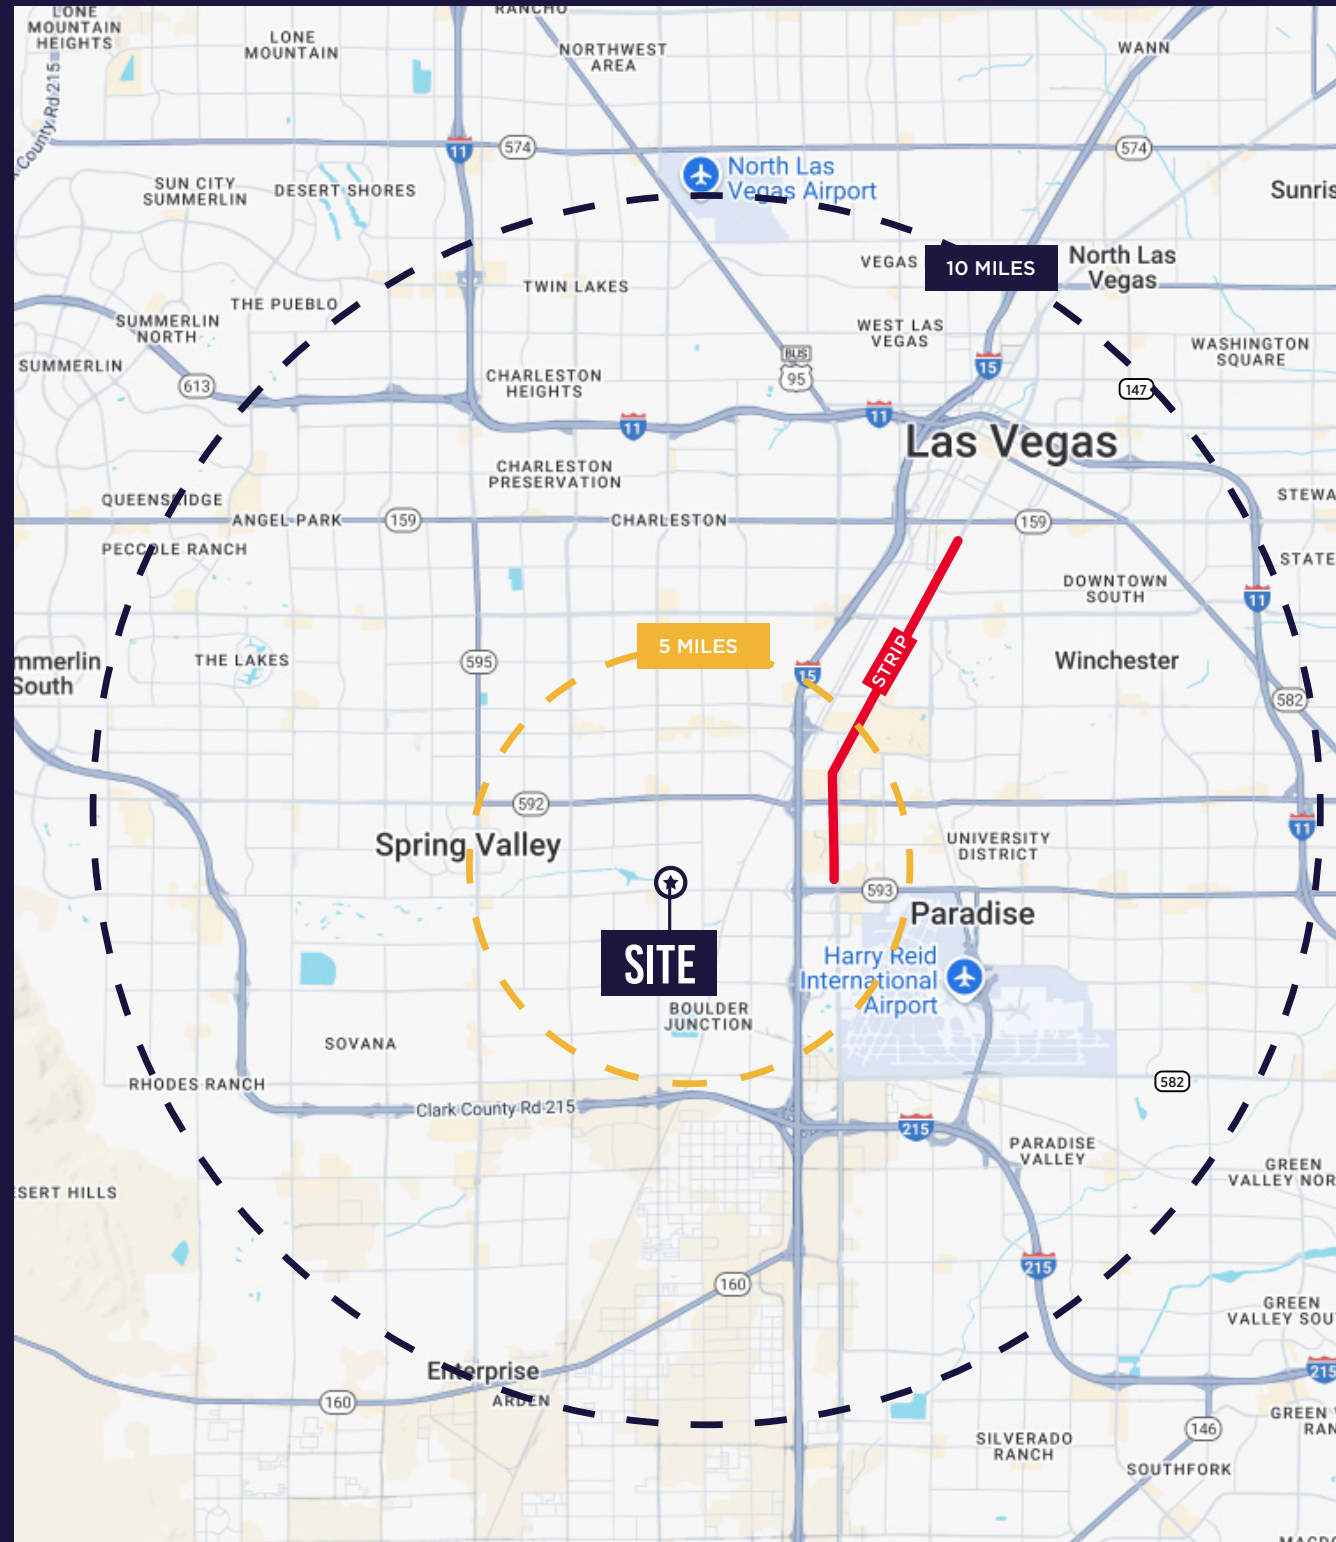 LONE
MOUNTAIN
HEIGHTS
RANCHO
LONE
MOUNTAIN
NORTHWEST
AREA
WANN
County Rd 215
11
574
574
North Las
Vegas Airport
SUN CITY
SUMMERLIN
DESERT SHORES
VEGAS
10 MILES
North Las
Vegas
TWIN LAKES
THE PUEBLO
SUMMERLIN
NORTH
WEST LAS
VEGAS
WASHINGTON
SQUARE
SUMMERLIN
613
CHARLESTON
HEIGHTS
BUS
95
15
147
11
11
Las Vegas
CHARLESTON
PRESERVATION
QUEENSRIDGE
ANGEL PARK
159
CHARLESTON
159
PECCOLE RANCH
DOWNTOWN
SOUTH
11
5 MILES
STRIP
THE LAKES
595
15
Winchester
South
582
592
Spring Valley
UNIVERSITY
DISTRICT
11
593
Paradise
SITE
Harry Reid
International
Airport
BOULDER
JUNCTION
SOVANA
RHODES RANCH
582
Clark County Rd 215
215
PARADISE
VALLEY
GREEN
VALLEY NOR
ESERT HILLS
215
160
GREEN
VALLEY SOU
Enterprise
ARDEN
160
215
146
GREEN
RAN
SILVERADO
RANCH
SOUTHFORK